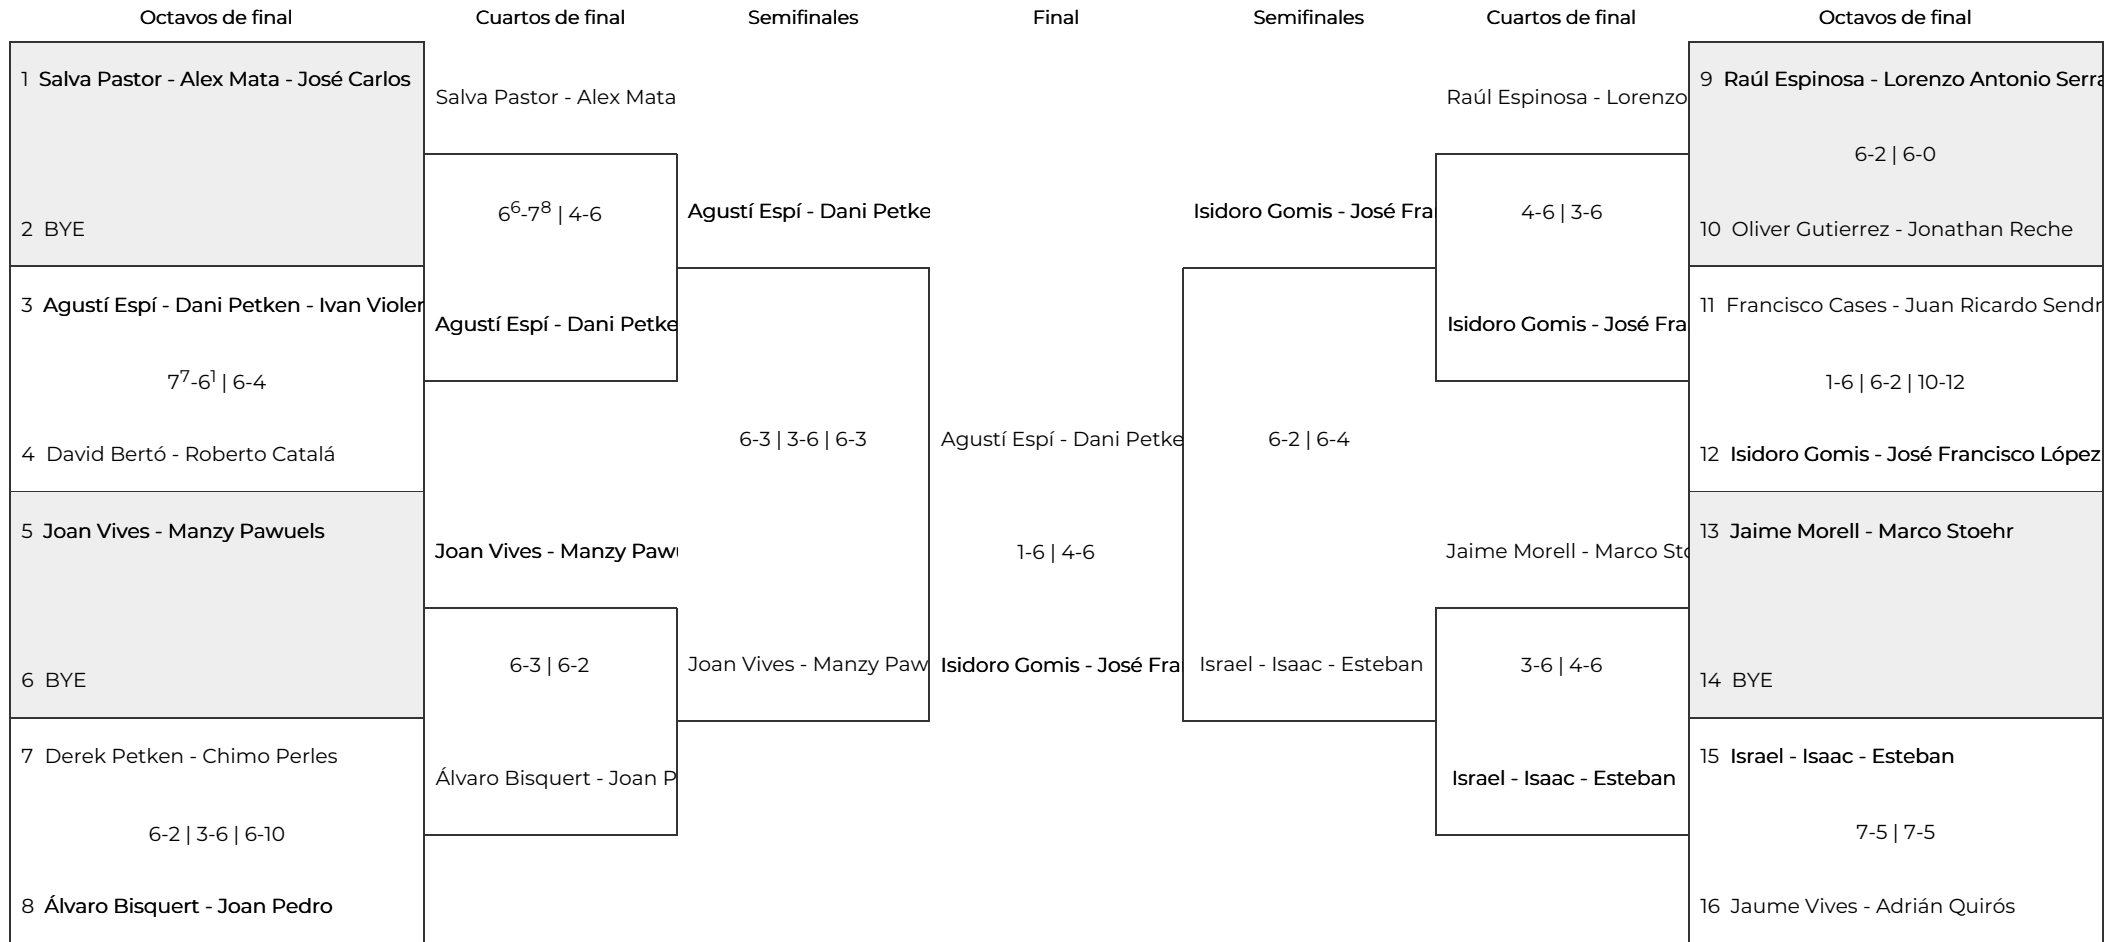 Octavos de final
Cuartos de final
Semifinales
Final
Semifinales
Cuartos de final
Octavos de final
1 Salva Pastor - Alex Mata - José Carlos
2 BYE
3 Agustí Espí - Dani Petken - Ivan Violer
7⁷-6¹ | 6-4
4 David Bertó - Roberto Catalá
5 Joan Vives - Manzy Pawuels
6 BYE
7 Derek Petken - Chimo Perles
6-2 | 3-6 | 6-10
8 Álvaro Bisquert - Joan Pedro
Salva Pastor - Alex Mata
6⁶-7⁸ | 4-6
Agustí Espí - Dani Petke
Joan Vives - Manzy Paw
6-3 | 6-2
Álvaro Bisquert - Joan P
Agustí Espí - Dani Petke
6-3 | 3-6 | 6-3
Joan Vives - Manzy Paw
Agustí Espí - Dani Petke
1-6 | 4-6
Isidoro Gomis - José Fra
Isidoro Gomis - José Fra
6-2 | 6-4
Israel - Isaac - Esteban
Raúl Espinosa - Lorenzo
4-6 | 3-6
Isidoro Gomis - José Fra
Jaime Morell - Marco Sto
3-6 | 4-6
Israel - Isaac - Esteban
9 Raúl Espinosa - Lorenzo Antonio Serra
6-2 | 6-0
10 Oliver Gutierrez - Jonathan Reche
11 Francisco Cases - Juan Ricardo Sendr
1-6 | 6-2 | 10-12
12 Isidoro Gomis - José Francisco López
13 Jaime Morell - Marco Stoehr
14 BYE
15 Israel - Isaac - Esteban
7-5 | 7-5
16 Jaume Vives - Adrián Quirós